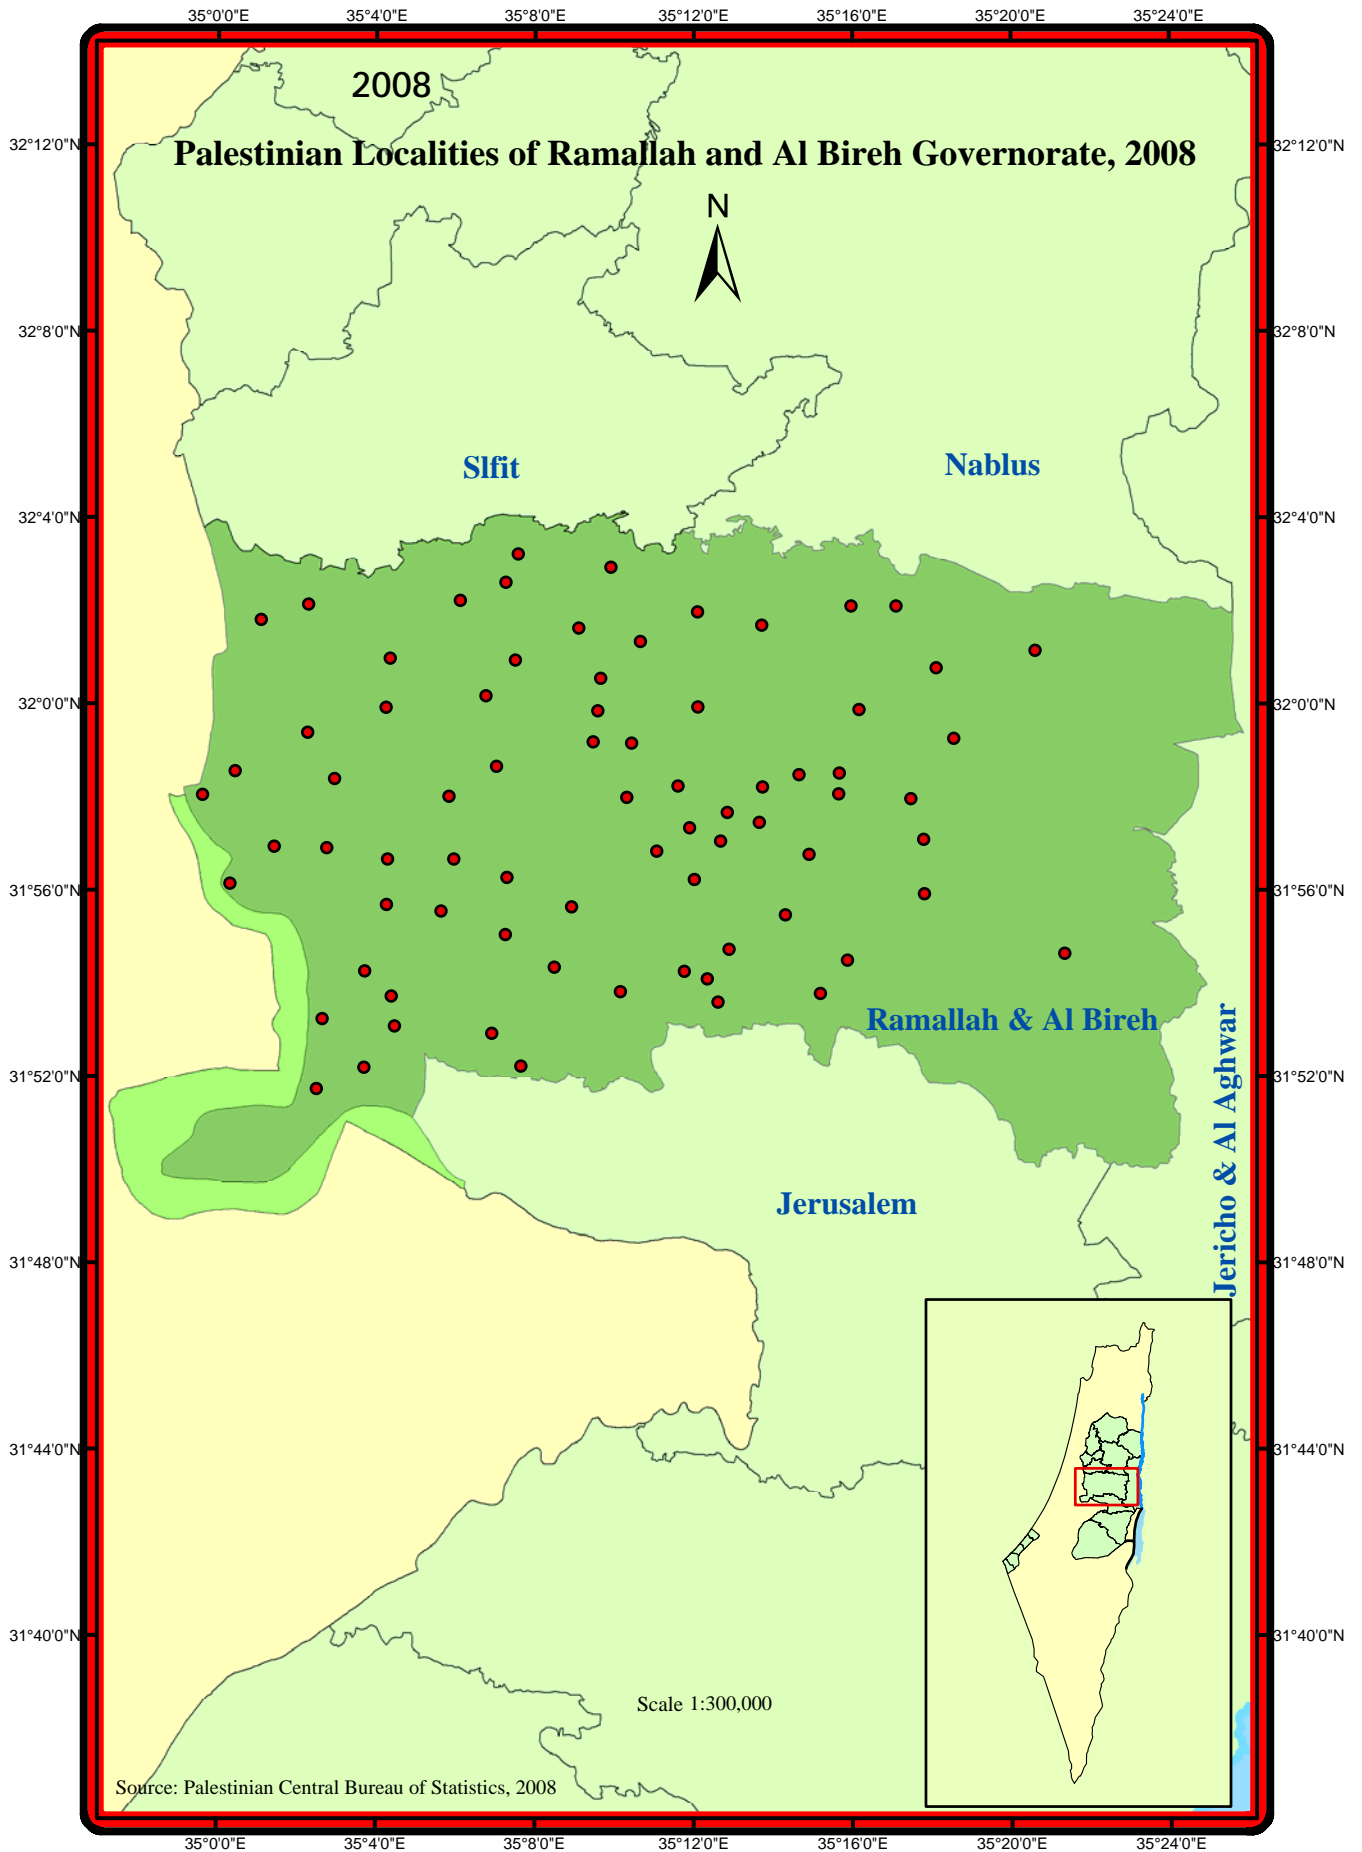 35°0'0"E 35°4'0"E 35°8'0"E 35°12'0"E 35°16'0"E 35°20'0"E 35°24'0"E
2008
32°12'0"N 32°12'0"N
Palestinian Localities of Ramallah and Al Bireh Governorate, 2008
N
32°8'0"N 32°8'0"N
Slfit
Nablus
32°4'0"N 32°4'0"N
32°0'0"N 32°0'0"N
31°56'0"N 31°56'0"N
Ramallah & Al Bireh
31°52'0"N 31°52'0"N
Jericho & Al Aghwar
Jerusalem
31°48'0"N 31°48'0"N
31°44'0"N 31°44'0"N
31°40'0"N 31°40'0"N
Scale 1:300,000
Source: Palestinian Central Bureau of Statistics, 2008
35°0'0"E 35°4'0"E 35°8'0"E 35°12'0"E 35°16'0"E 35°20'0"E 35°24'0"E